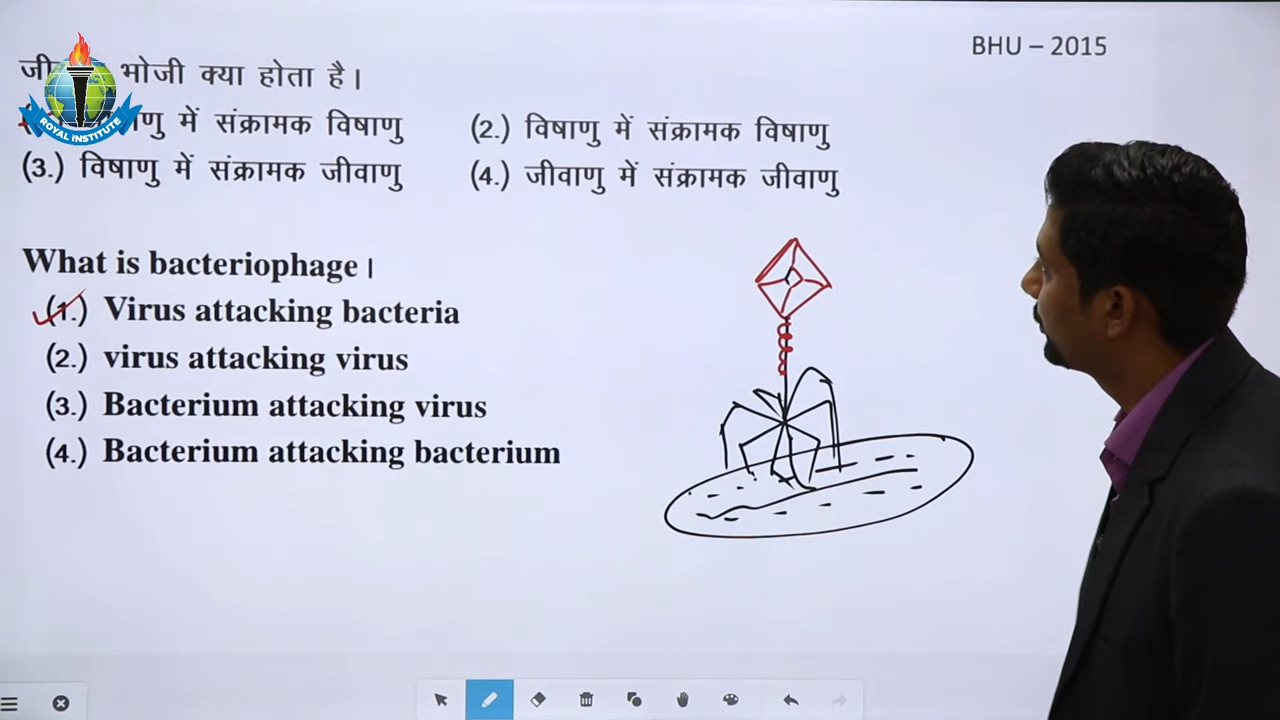 BHU – 2015
भोजी क्या होता है।
में संक्रामक विषाणु (2.) विषाणु में संक्रामक विषाणु
(3.) विषाणु में संक्रामक जीवाणु (4.) जीवाणु में संक्रामक जीवाणु
ROYAL INSTITUTE
What is bacteriophage।
(1.) Virus attacking bacteria
(2.) virus attacking virus
(3.) Bacterium attacking virus
(4.) Bacterium attacking bacterium